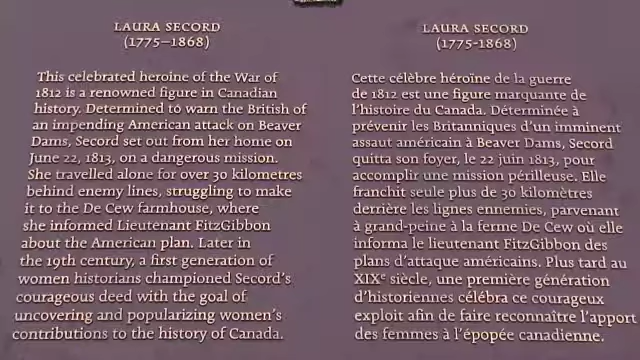 LAURA SECORD
(1775–1868)
This celebrated heroine of the War of
1812 is a renowned figure in Canadian
history. Determined to warn the British of
an impending American attack on Beaver
Dams, Secord set out from her home on
June 22, 1813, on a dangerous mission.
She travelled alone for over 30 kilometres
behind enemy lines, struggling to make
it to the De Cew farmhouse, where
she informed Lieutenant FitzGibbon
about the American plan. Later in
the 19th century, a first generation of
women historians championed Secord's
courageous deed with the goal of
uncovering and popularizing women's
contributions to the history of Canada.
LAURA SECORD
(1775-1868)
Cette célèbre héroïne de la guerre
de 1812 est une figure marquante de
l'histoire du Canada. Déterminée à
prévenir les Britanniques d'un imminent
assaut américain à Beaver Dams, Secord
quitta son foyer, le 22 juin 1813, pour
accomplir une mission périlleuse. Elle
franchit seule plus de 30 kilomètres
derrière les lignes ennemies, parvenant
à grand-peine à la ferme De Cew où elle
informa le lieutenant FitzGibbon des
plans d'attaque américains. Plus tard au
XIXe siècle, une première génération
d'historiennes célébra ce courageux
exploit afin de faire reconnaître l'apport
des femmes à l'épopée canadienne.